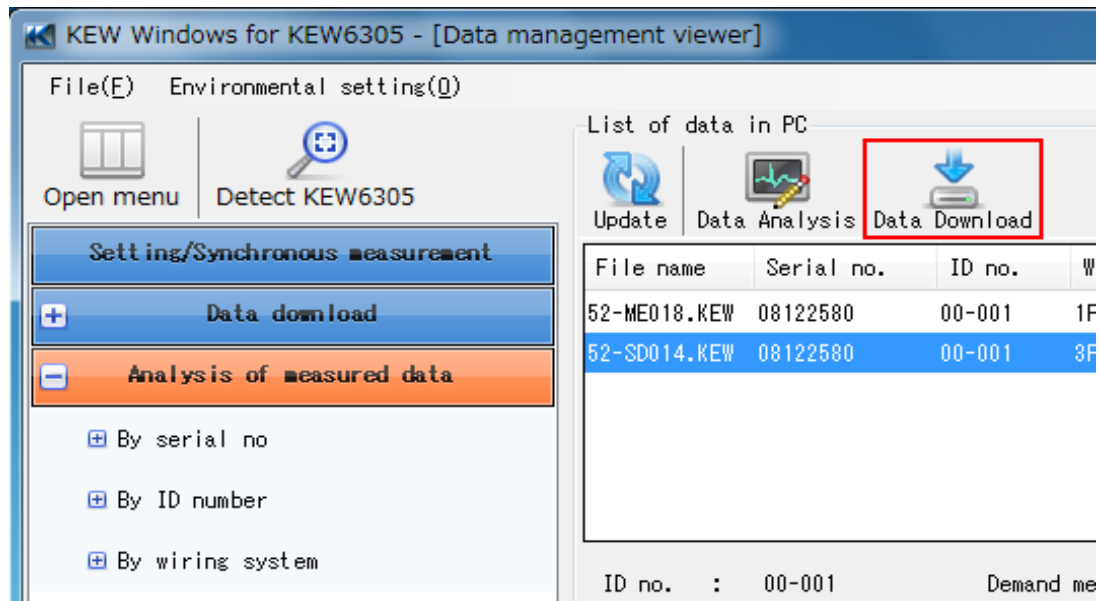 KEW Windows for KEW6305 - [Data management viewer]
File(F) Environmental setting(O)
Open menu
Detect KEW6305
Setting/Synchronous measurement
Data download
Analysis of measured data
By serial no
By ID number
By wiring system
List of data in PC
Update
Data Analysis
Data Download
File name Serial no. ID no. W
52-ME018.KEW 08122580 00-001 1P
52-SD014.KEW 08122580 00-001 3P
ID no. : 00-001 Demand me